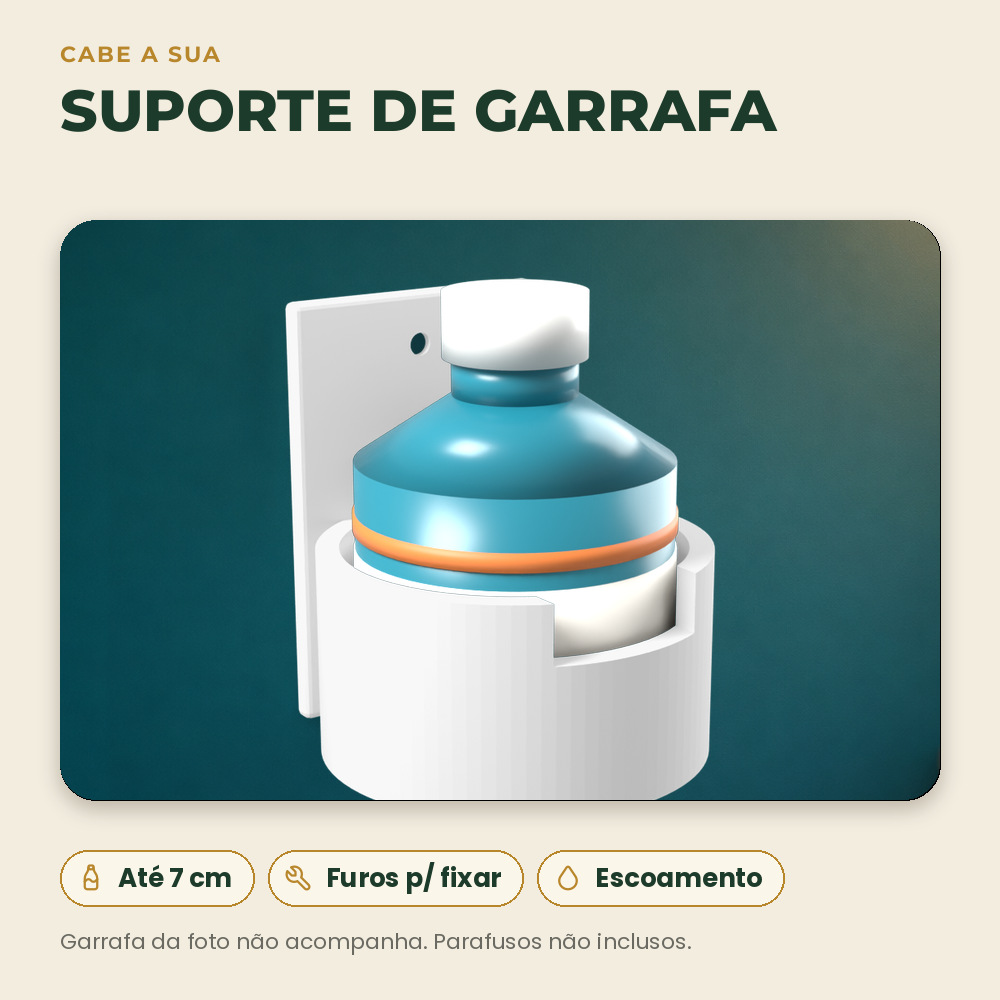 CABE A SUA
SUPORTE DE GARRAFA
Até 7 cm
Furos p/ fixar
Escoamento
Garrafa da foto não acompanha. Parafusos não inclusos.